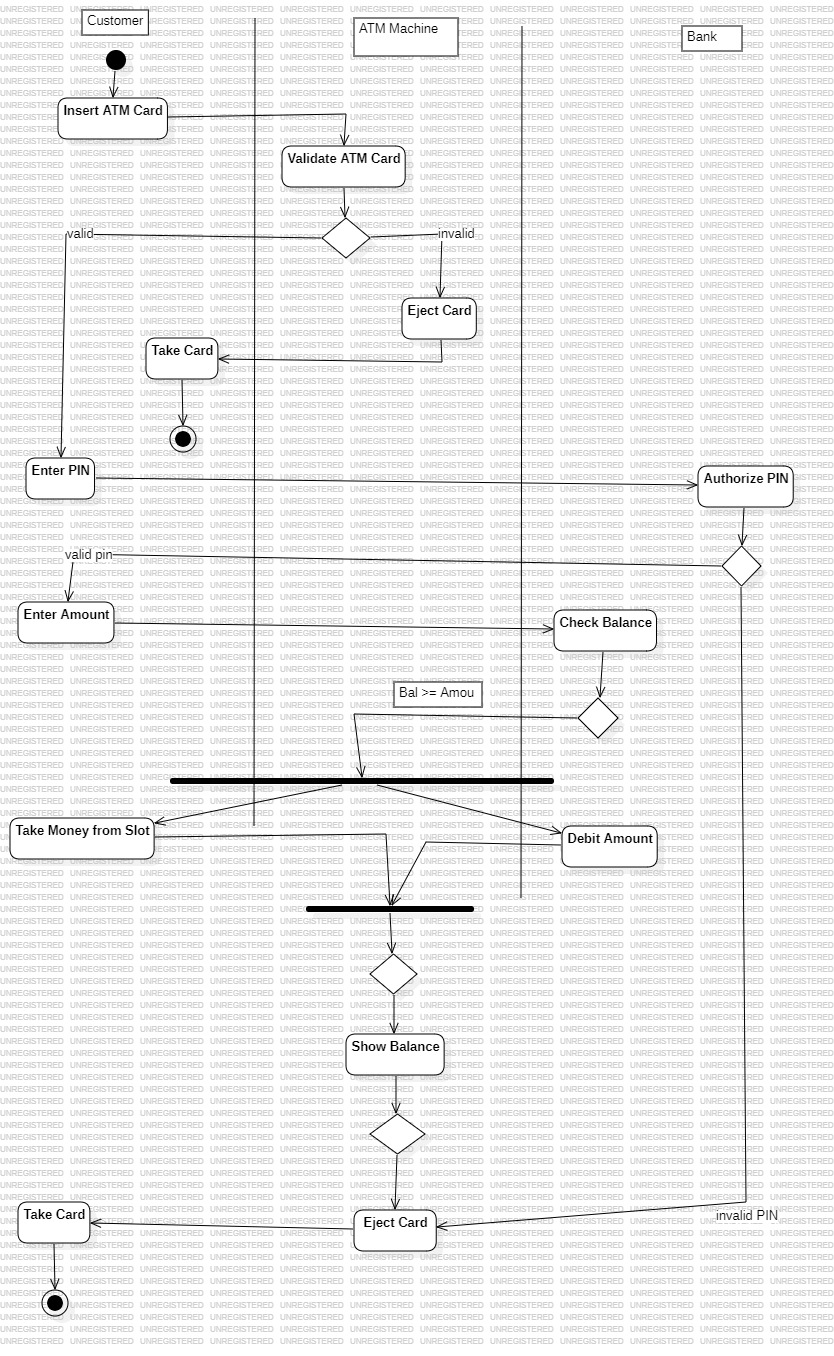 Customer
ATM Machine
Bank
Insert ATM Card
Validate ATM Card
valid
invalid
Eject Card
Take Card
Enter PIN
Authorize PIN
valid pin
Enter Amount
Check Balance
Bal >= Amou
Take Money from Slot
Debit Amount
Show Balance
Take Card
Eject Card
invalid PIN
UNREGISTERED